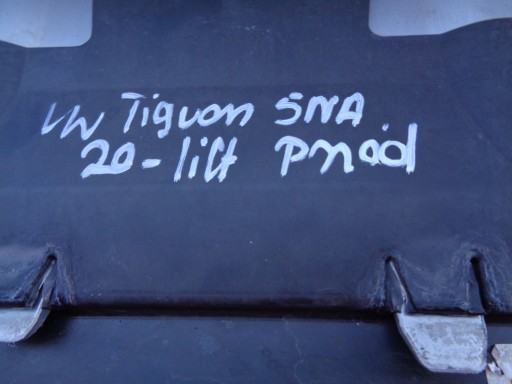 VW Tiguan 5NA
20-lift przód